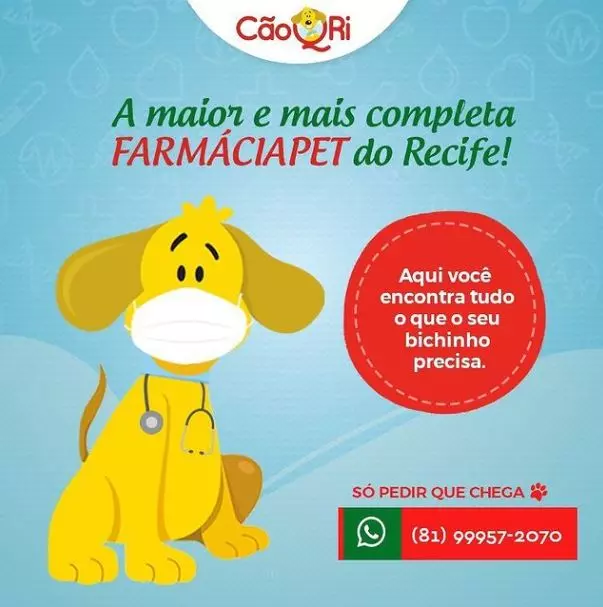 CãoQRi
A maior e mais completa
FARMÁCIAPET do Recife!
Aqui você
encontra tudo
o que o seu
bichinho
precisa.
SÓ PEDIR QUE CHEGA
(81) 99957-2070